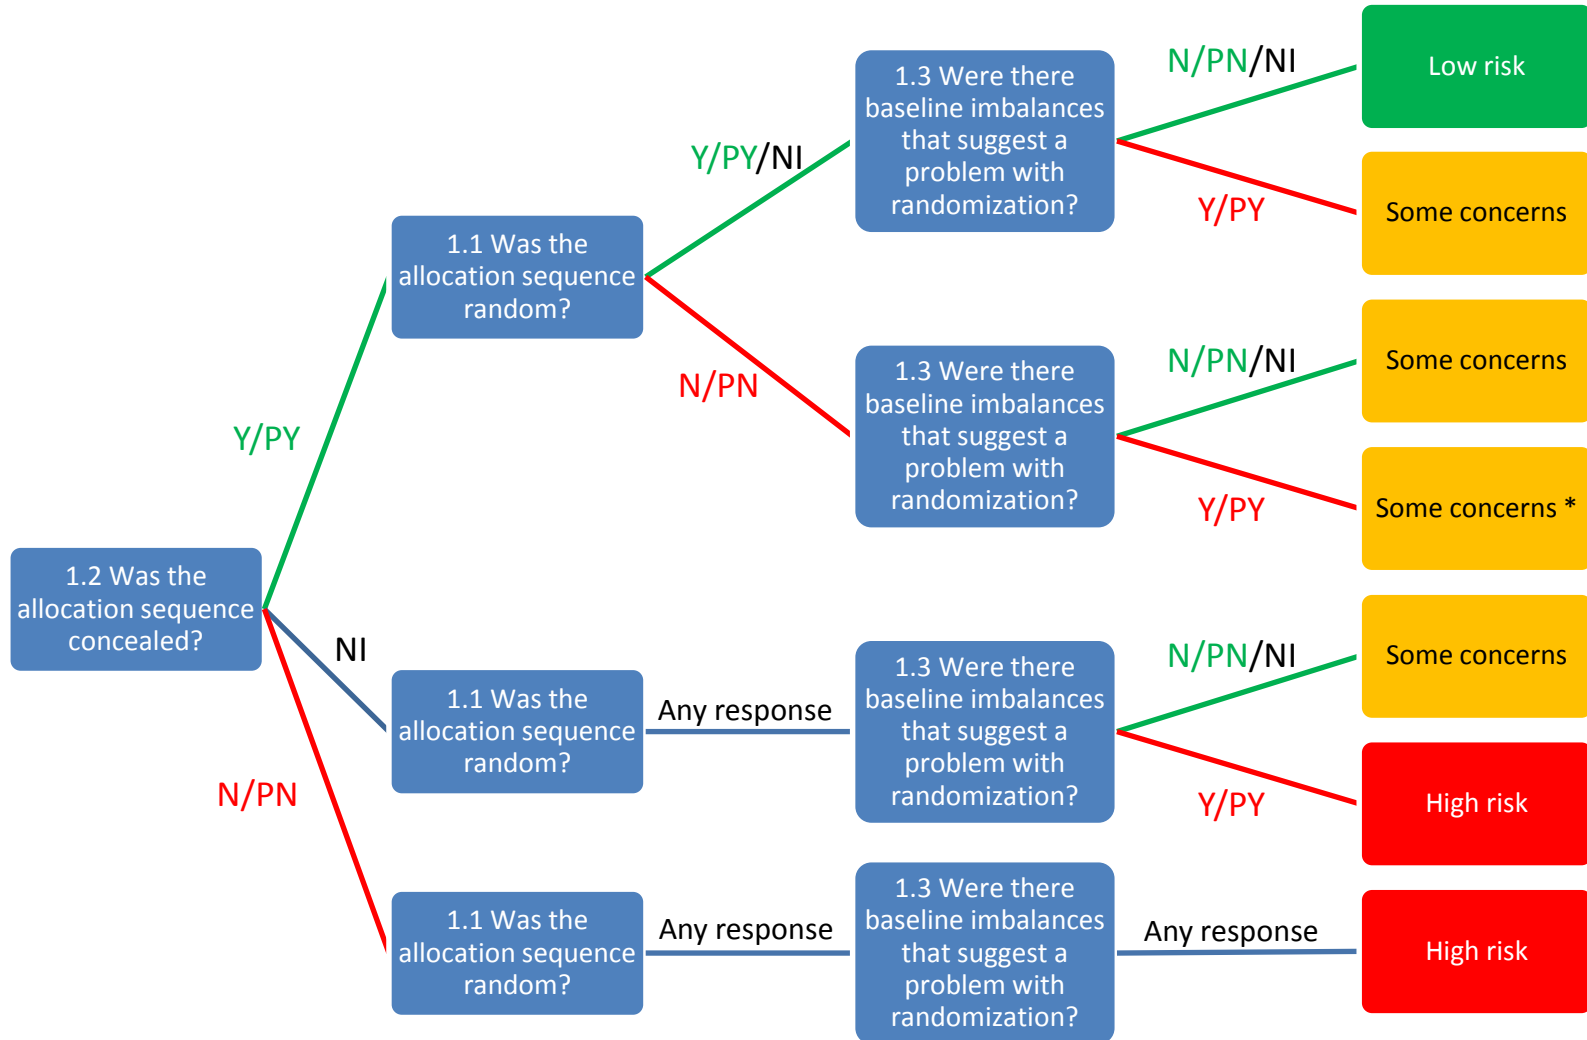 1.2 Was the
allocation sequence
concealed?
Y/PY
NI
N/PN
1.1 Was the
allocation sequence
random?
Y/PY/NI
N/PN
1.3 Were there
baseline imbalances
that suggest a
problem with
randomization?
N/PN/NI
Low risk
Y/PY
Some concerns
1.3 Were there
baseline imbalances
that suggest a
problem with
randomization?
N/PN/NI
Some concerns
Y/PY
Some concerns *
1.1 Was the
allocation sequence
random?
Any response
1.3 Were there
baseline imbalances
that suggest a
problem with
randomization?
N/PN/NI
Some concerns
Y/PY
High risk
1.1 Was the
allocation sequence
random?
Any response
1.3 Were there
baseline imbalances
that suggest a
problem with
randomization?
Any response
High risk